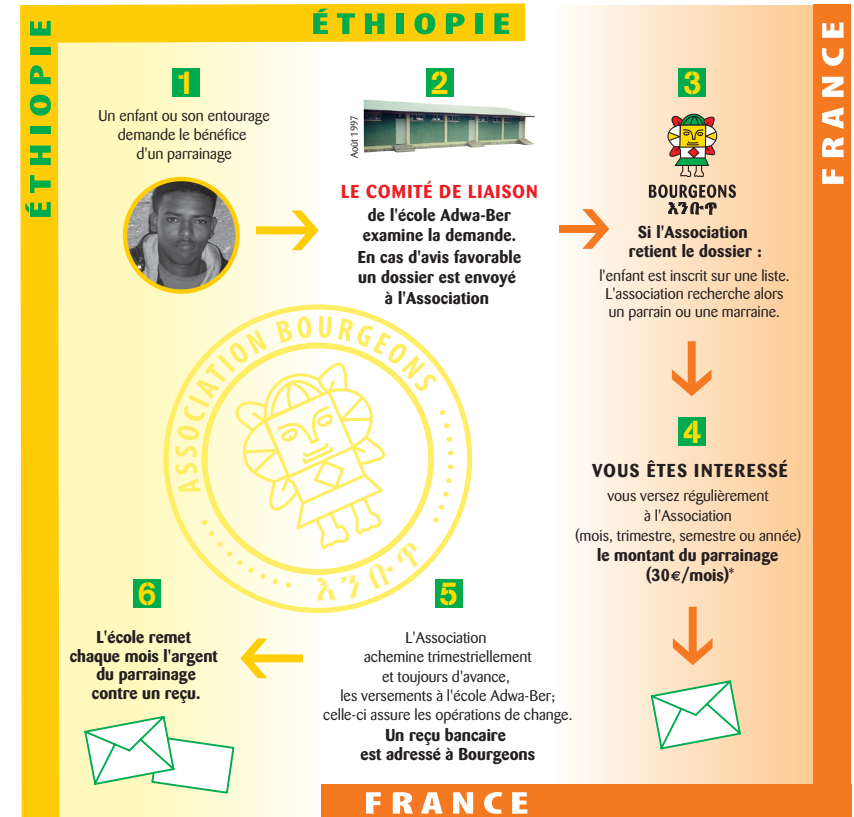 ÉTHIOPIE
ÉTHIOPIE
FRANCE
1
Un enfant ou son entourage
demande le bénéfice
d'un parrainage
2
Août 1997
LE COMITÉ DE LIAISON
de l'école Adwa-Ber
examine la demande.
En cas d'avis favorable
un dossier est envoyé
à l'Association
3
BOURGEONS
እንቡጥ
Si l'Association
retient le dossier :
l'enfant est inscrit sur une liste.
L'association recherche alors
un parrain ou une marraine.
ASSOCIATION BOURGEONS
እንቡጥ
4
VOUS ÊTES INTERESSÉ
vous versez régulièrement
à l'Association
(mois, trimestre, semestre ou année)
le montant du parrainage
(30€/mois)*
5
L'Association
achemine trimestriellement
et toujours d'avance,
les versements à l'école Adwa-Ber;
celle-ci assure les opérations de change.
Un reçu bancaire
est adressé à Bourgeons
6
L'école remet
chaque mois l'argent
du parrainage
contre un reçu.
FRANCE